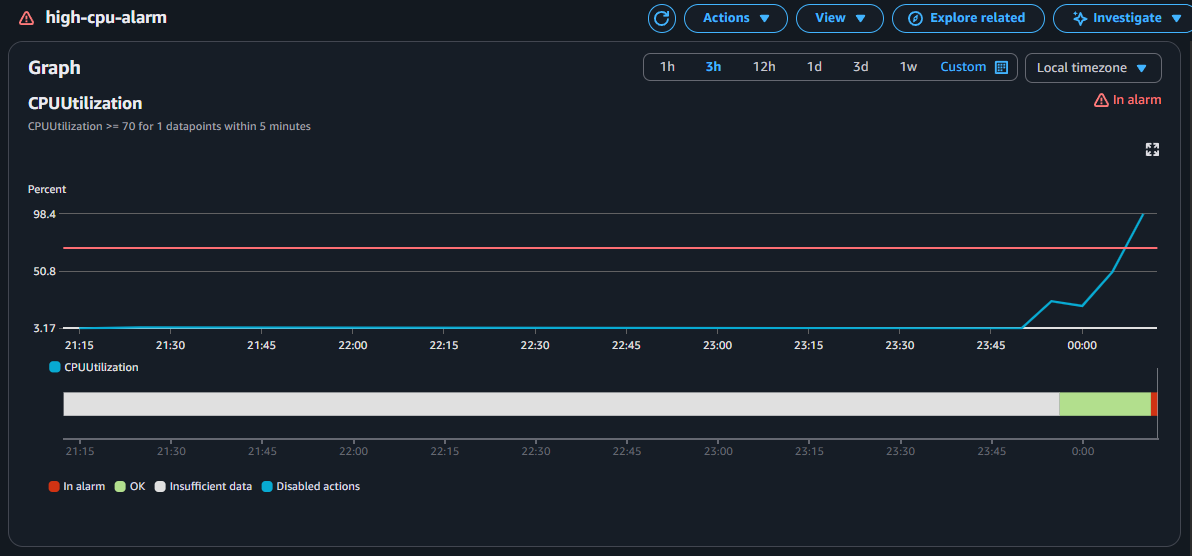 high-cpu-alarm
Actions View Explore related Investigate
Graph
1h 3h 12h 1d 3d 1w Custom Local timezone
CPUUtilization
In alarm
CPUUtilization >= 70 for 1 datapoints within 5 minutes
Percent
98.4
50.8
3.17
21:15 21:30 21:45 22:00 22:15 22:30 22:45 23:00 23:15 23:30 23:45 00:00
CPUUtilization
21:15 21:30 21:45 22:00 22:15 22:30 22:45 23:00 23:15 23:30 23:45 0:00
In alarm OK Insufficient data Disabled actions